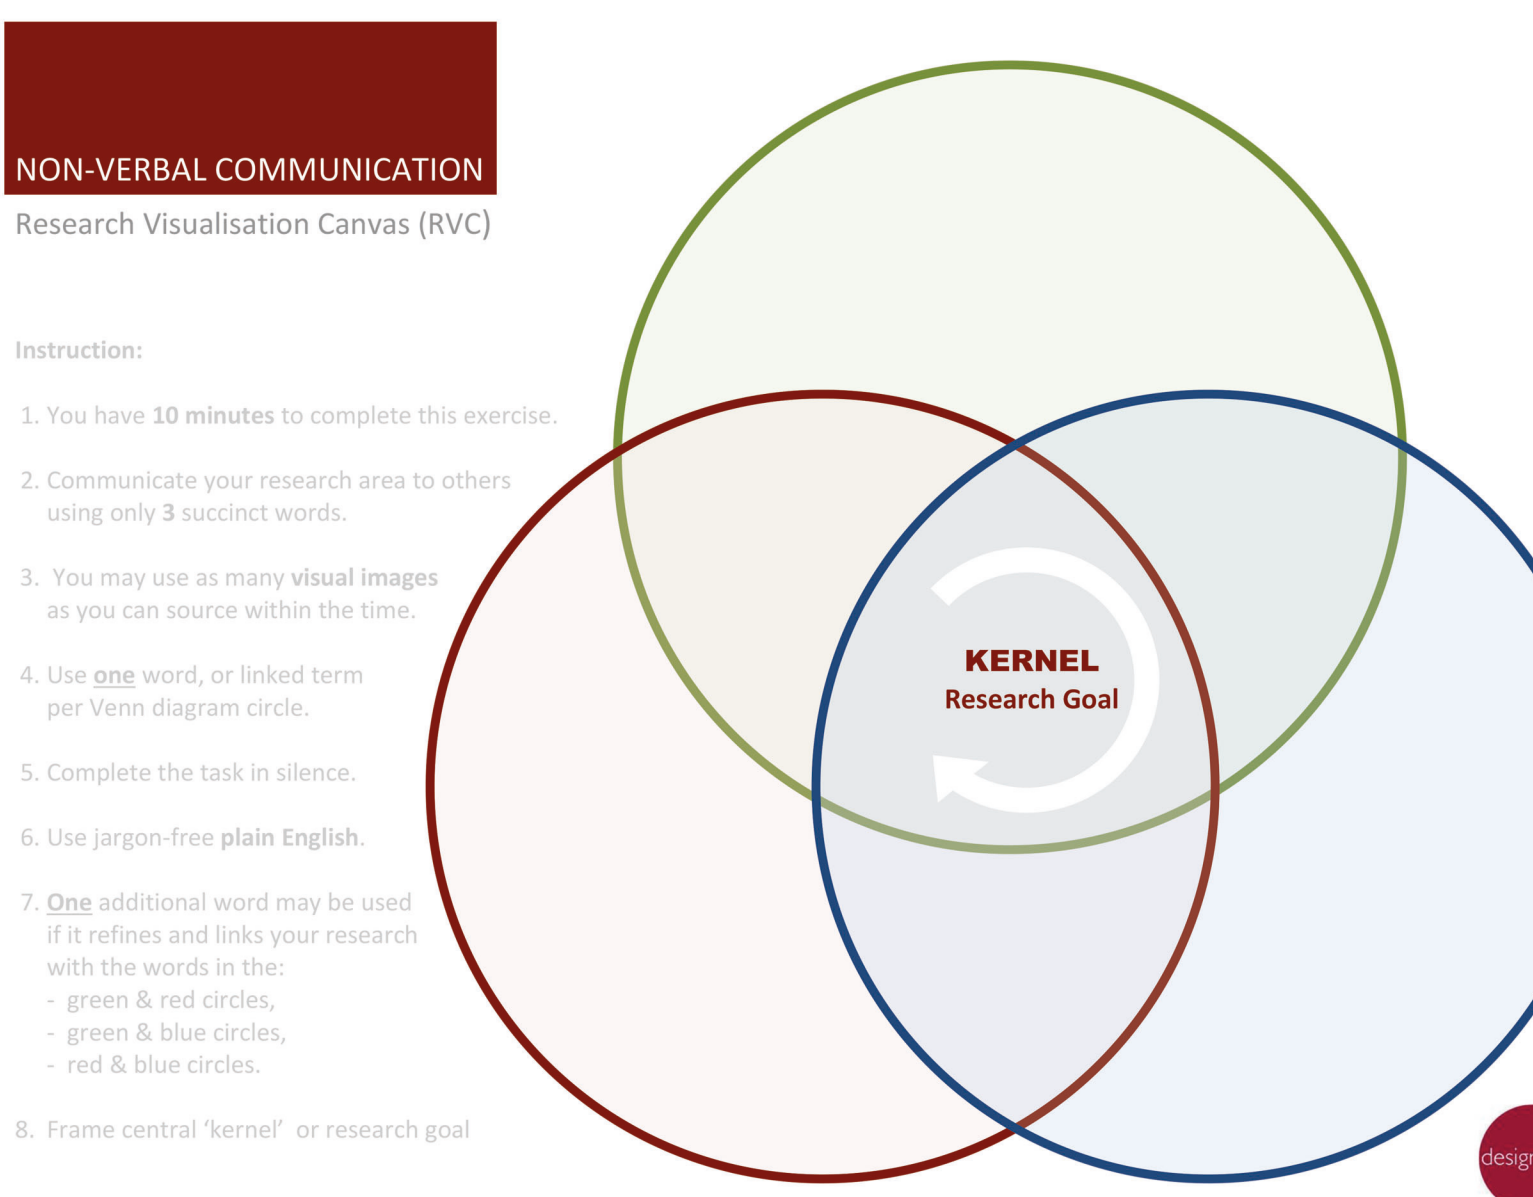 NON-VERBAL COMMUNICATION
Research Visualisation Canvas (RVC)
Instruction:
1. You have 10 minutes to complete this exercise.
2. Communicate your research area to others
using only 3 succinct words.
3. You may use as many visual images
as you can source within the time.
4. Use one word, or linked term
per Venn diagram circle.
5. Complete the task in silence.
6. Use jargon-free plain English.
7. One additional word may be used
if it refines and links your research
with the words in the:
- green & red circles,
- green & blue circles,
- red & blue circles.
8. Frame central ‘kernel’ or research goal
KERNEL
Research Goal